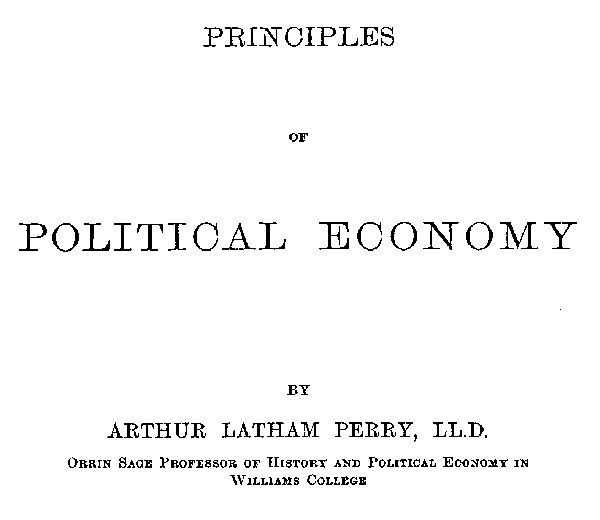 PRINCIPLES
OF
POLITICAL ECONOMY
BY
ARTHUR LATHAM PERRY, LL.D.
ORRIN SAGE PROFESSOR OF HISTORY AND POLITICAL ECONOMY IN
WILLIAMS COLLEGE